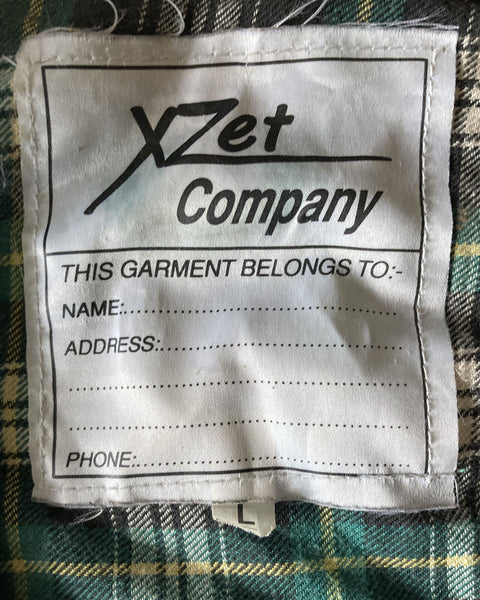 XZet
Company
THIS GARMENT BELONGS TO:-
NAME:..........................................
ADDRESS:.....................................
..................................................
..................................................
PHONE:........................................
L